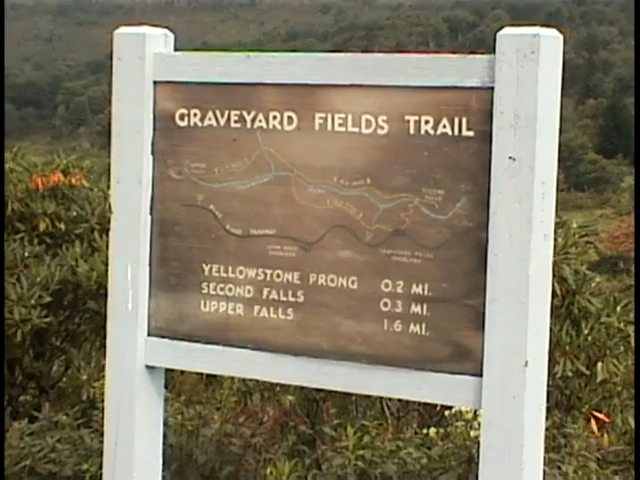 GRAVEYARD FIELDS TRAIL
YELLOWSTONE PRONG 0.2 MI.
SECOND FALLS 0.3 MI.
UPPER FALLS 1.6 MI.